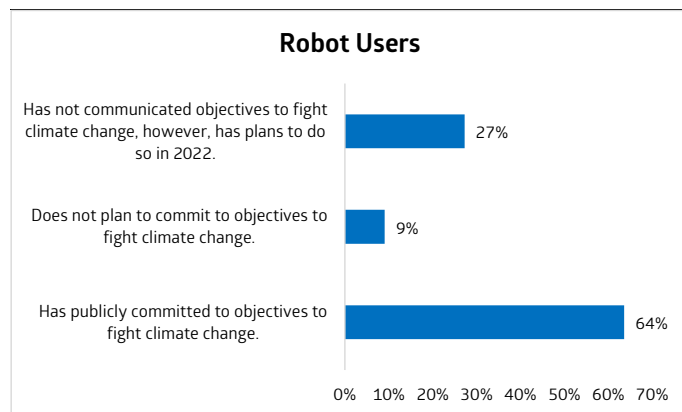 Robot Users
Has not communicated objectives to fight
climate change, however, has plans to do
so in 2022.
27%
Does not plan to commit to objectives to
fight climate change.
9%
Has publicly committed to objectives to
fight climate change.
64%
0% 10% 20% 30% 40% 50% 60% 70%